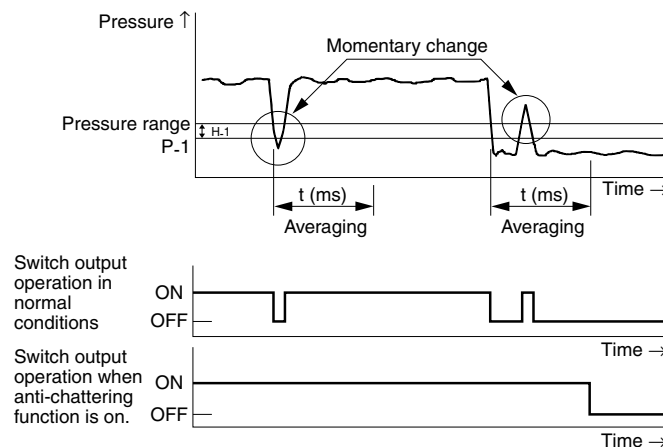 Pressure ↑
Momentary change
Pressure range
H-1
P-1
t (ms)
t (ms)
Time →
Averaging
Averaging
Switch output
operation in
normal
conditions
ON
OFF
Time →
Switch output
operation when
anti-chattering
function is on.
ON
OFF
Time →